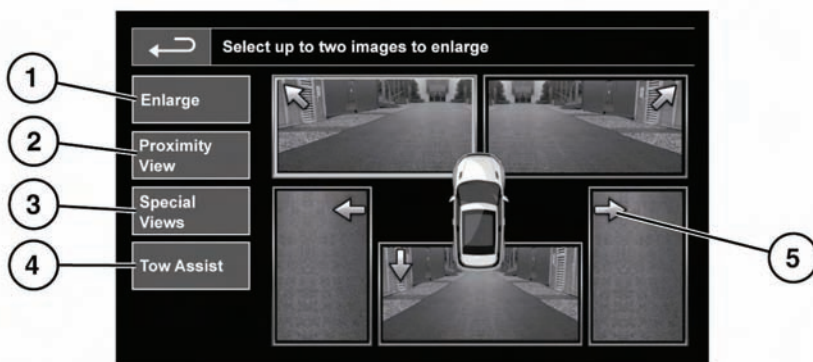 Select up to two images to enlarge
1
Enlarge
2
Proximity
View
3
Special
Views
4
Tow Assist
5